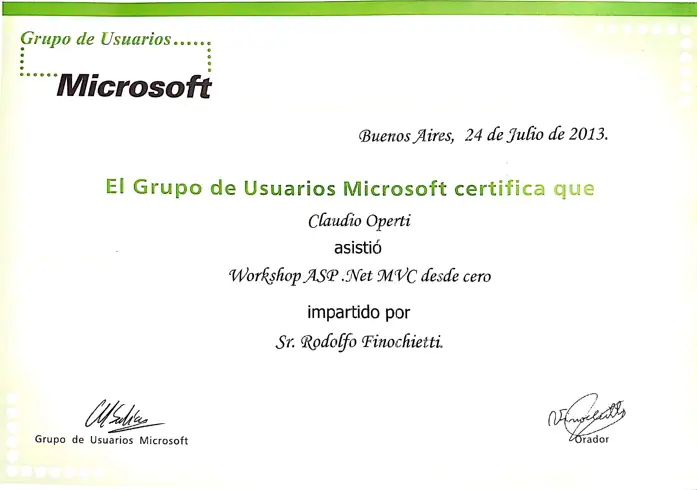 Grupo de Usuarios......
Microsoft
Buenos Aires, 24 de Julio de 2013.
El Grupo de Usuarios Microsoft certifica que
Claudio Operti
asistió
Workshop ASP .Net MVC desde cero
impartido por
Sr. Rodolfo Finochietti.
Grupo de Usuarios Microsoft
Orador